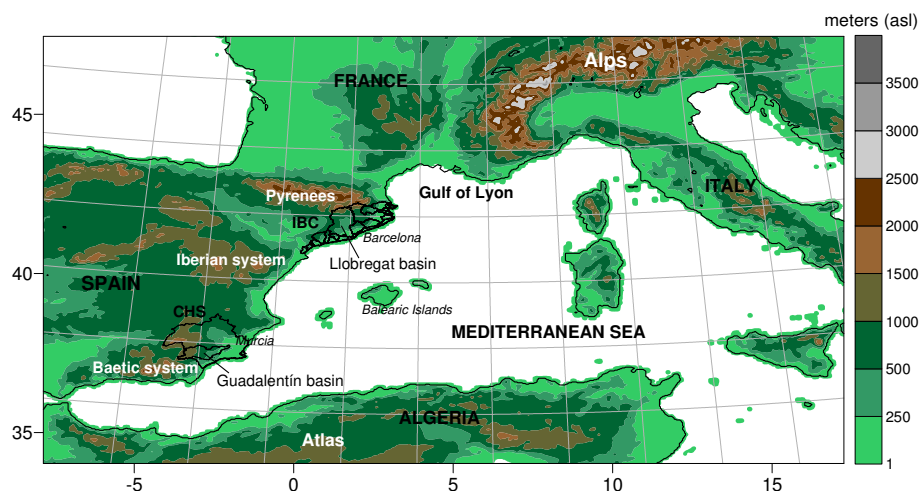 meters (asl)
Alps
FRANCE
3500
45
3000
ITALY
Gulf of Lyon
Pyrenees
2500
IBC
Barcelona
Llobregat basin
2000
Iberian system
40
SPAIN
1500
Balearic Islands
CHS
MEDITERRANEAN SEA
1000
Murcia
Baetic system
Guadalentín basin
500
ALGERIA
250
Atlas
35
1
-5
0
5
10
15